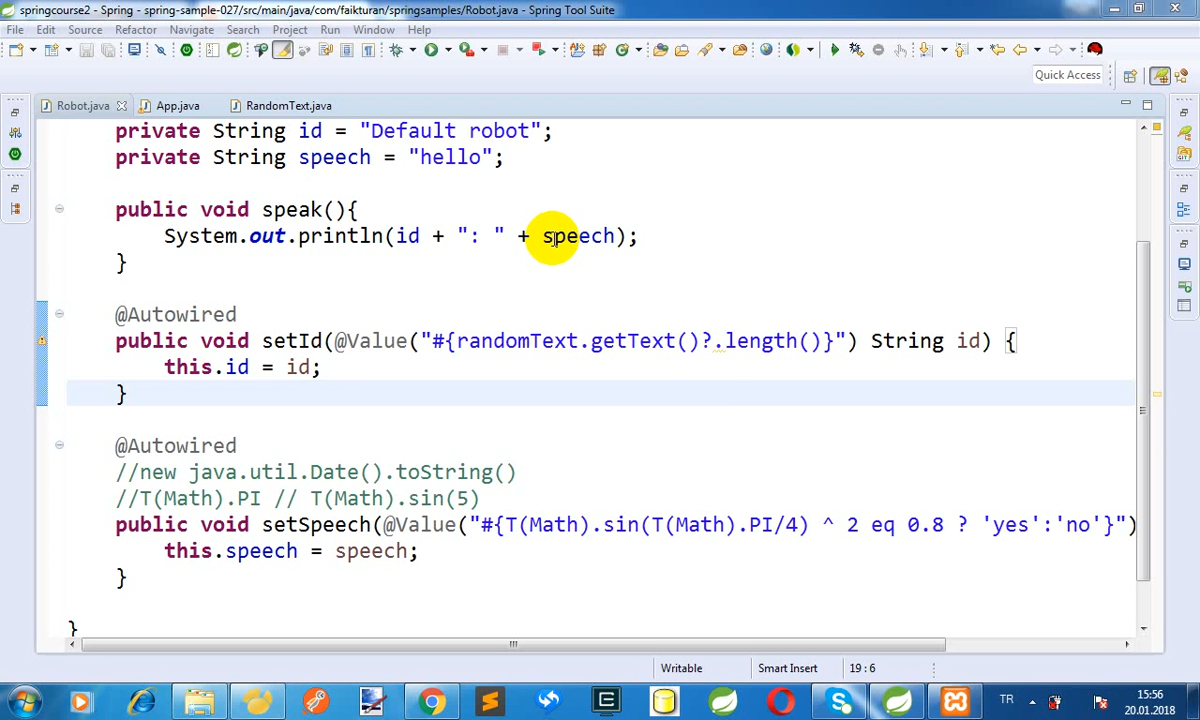 springcourse2 - Spring - spring-sample-027/src/main/java/com/faikturan/springsamples/Robot.java - Spring Tool Suite
File Edit Source Refactor Navigate Search Project Run Window Help
Quick Access
Robot.java App.java RandomText.java
private String id = "Default robot";
private String speech = "hello";
public void speak(){
System.out.println(id + ": " + speech);
}
@Autowired
public void setId(@Value("#{randomText.getText()?.length()}") String id) {
this.id = id;
}
@Autowired
//new java.util.Date().toString()
//T(Math).PI // T(Math).sin(5)
public void setSpeech(@Value("#{T(Math).sin(T(Math).PI/4) ^ 2 eq 0.8 ? 'yes':'no'}")
this.speech = speech;
}
}
Writable Smart Insert 19 : 6
TR 15:56
20.01.2018